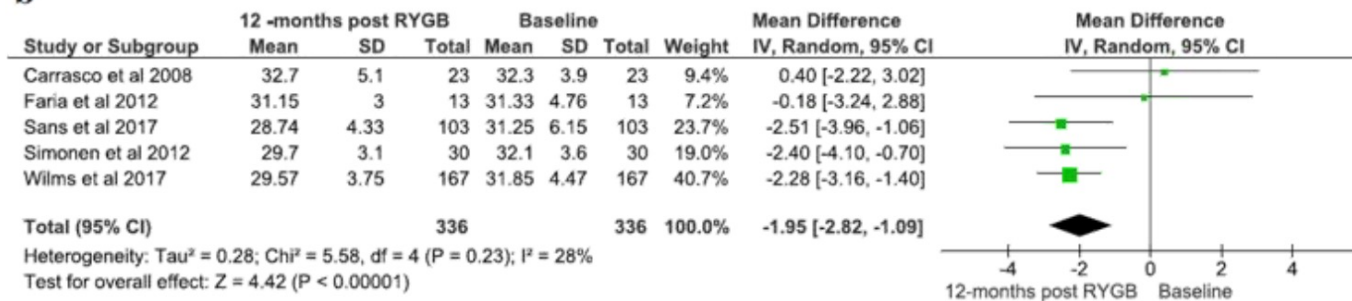 12 -months post RYGB Baseline Mean Difference Mean Difference
Study or Subgroup Mean SD Total Mean SD Total Weight IV, Random, 95% CI IV, Random, 95% CI
Carrasco et al 2008 32.7 5.1 23 32.3 3.9 23 9.4% 0.40 [-2.22, 3.02]
Faria et al 2012 31.15 3 13 31.33 4.76 13 7.2% -0.18 [-3.24, 2.88]
Sans et al 2017 28.74 4.33 103 31.25 6.15 103 23.7% -2.51 [-3.96, -1.06]
Simonen et al 2012 29.7 3.1 30 32.1 3.6 30 19.0% -2.40 [-4.10, -0.70]
Wilms et al 2017 29.57 3.75 167 31.85 4.47 167 40.7% -2.28 [-3.16, -1.40]
Total (95% CI) 336 336 100.0% -1.95 [-2.82, -1.09]
Heterogeneity: Tau² = 0.28; Chi² = 5.58, df = 4 (P = 0.23); I² = 28%
Test for overall effect: Z = 4.42 (P < 0.00001)
-4 -2 0 2 4
12-months post RYGB Baseline